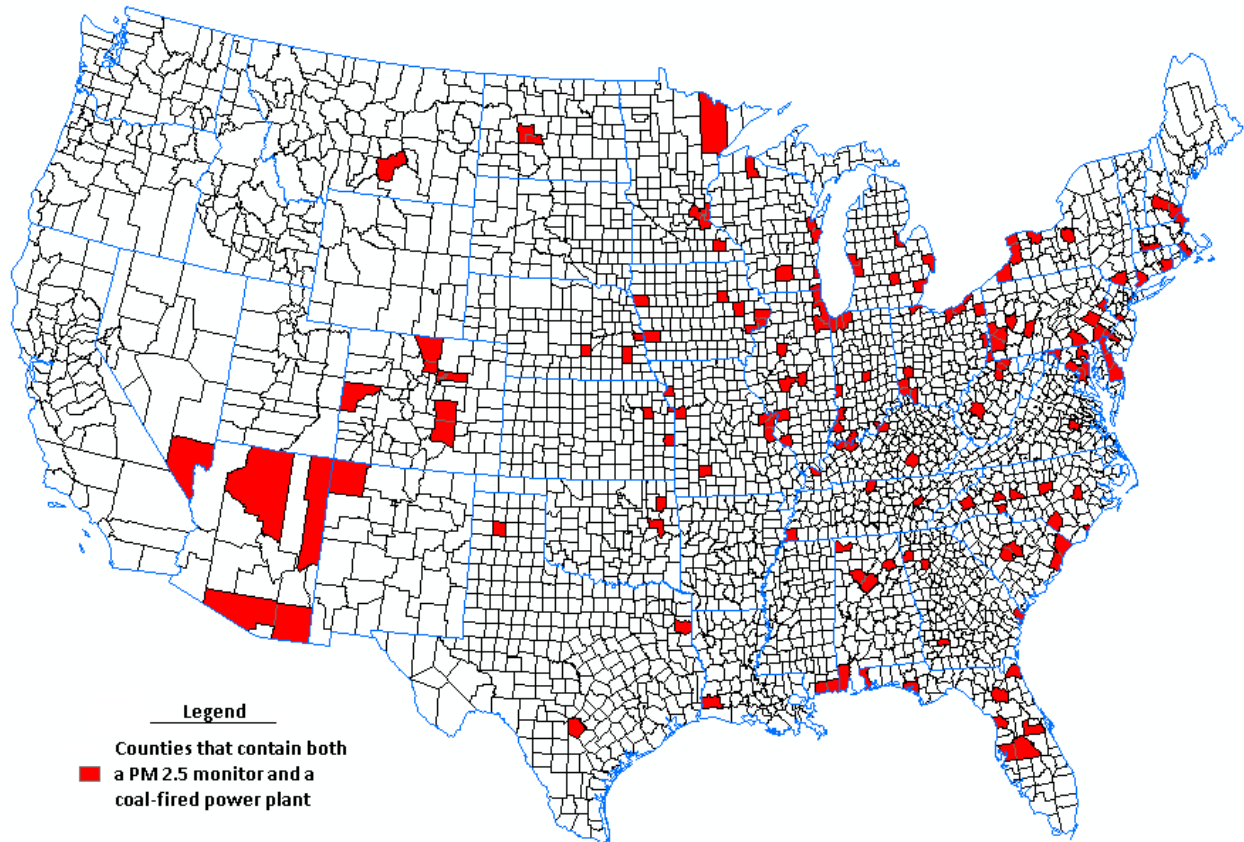 Legend
Counties that contain both
a PM 2.5 monitor and a
coal-fired power plant